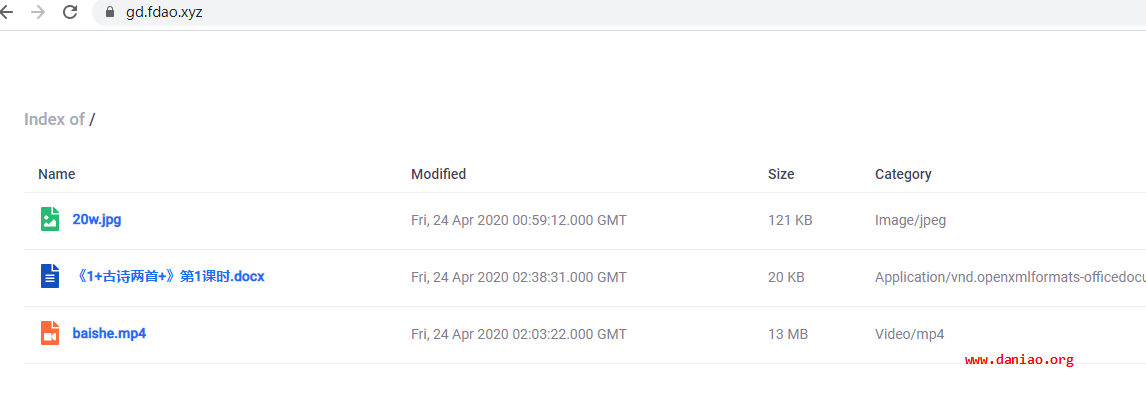 gd.fdao.xyz
Index of /
Name Modified Size Category
20w.jpg Fri, 24 Apr 2020 00:59:12.000 GMT 121 KB Image/jpeg
《1+古诗两首+》第1课时.docx Fri, 24 Apr 2020 02:38:31.000 GMT 20 KB Application/vnd.openxmlformats-officedocu
baishe.mp4 Fri, 24 Apr 2020 02:03:22.000 GMT 13 MB Video/mp4
www.daniao.org